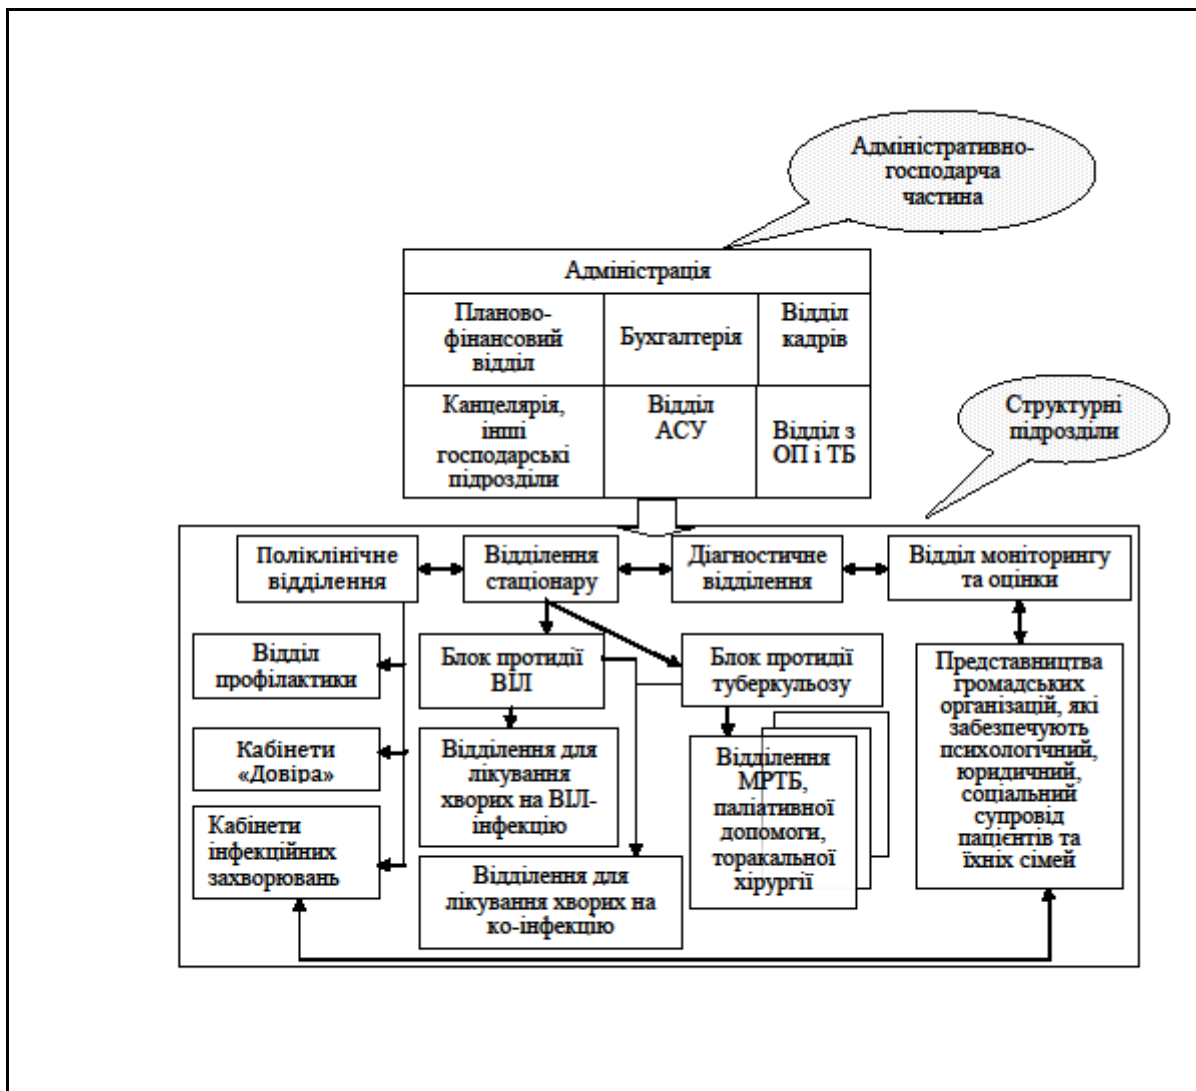 Адміністративно-
господарча
частина
Адміністрація
Планово-
фінансовий
відділ
Бухгалтерія
Відділ
кадрів
Канцелярія,
інші
господарські
підрозділи
Відділ
АСУ
Відділ з
ОП і ТБ
Структурні
підрозділи
Поліклінічне
відділення
Відділення
стаціонару
Діагностичне
відділення
Відділ моніторингу
та оцінки
Відділ
профілактики
Блок протидії
ВІЛ
Блок протидії
туберкульозу
Представництва
громадських
організацій, які
забезпечують
психологічний,
юридичний,
соціальний
супровід
пацієнтів та
їхніх сімей
Кабінети
«Довіра»
Відділення для
лікування
хворих на ВІЛ-
інфекцію
Відділення
МРТБ,
паліативної
допомоги,
торакальної
хірургії
Кабінети
інфекційних
захворювань
Відділення для
лікування хворих на
ко-інфекцію